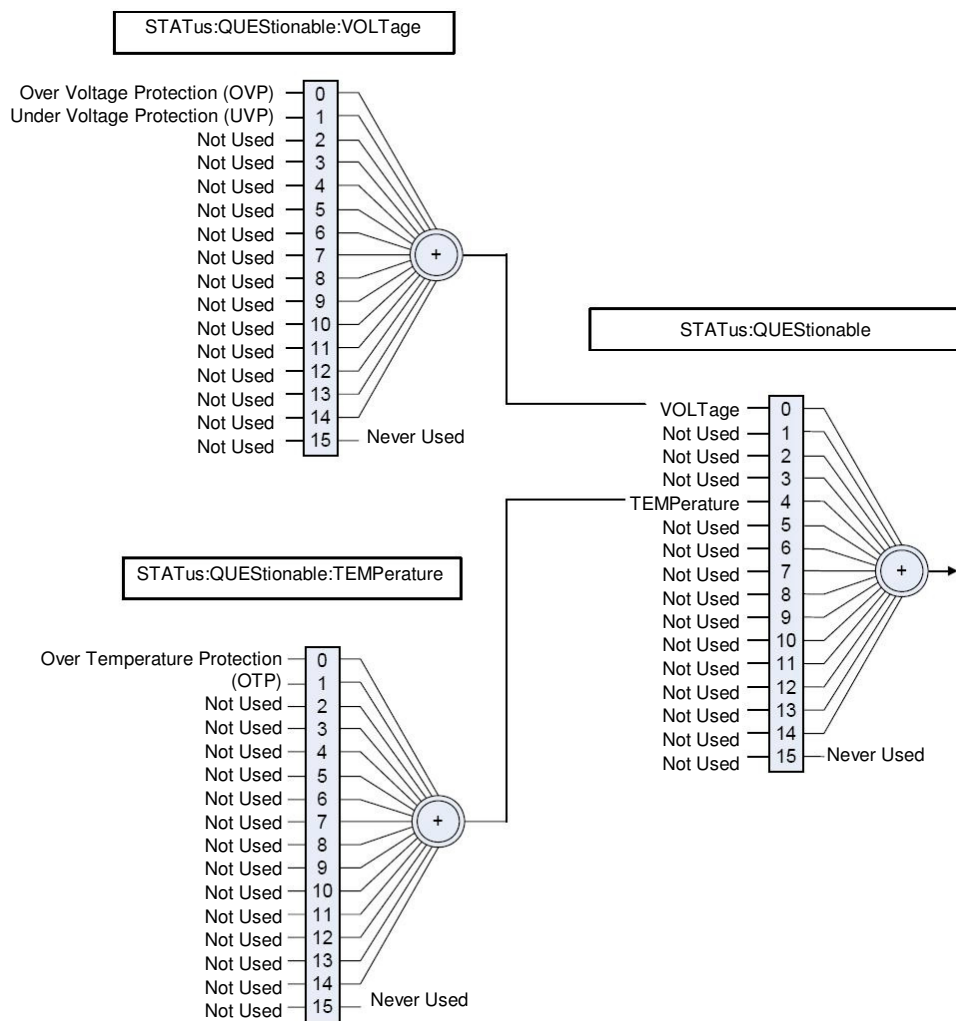 STATus:QUEStionable:VOLTage
Over Voltage Protection (OVP) 0
Under Voltage Protection (UVP) 1
Not Used 2
Not Used 3
Not Used 4
Not Used 5
Not Used 6
Not Used 7
Not Used 8
Not Used 9
Not Used 10
Not Used 11
Not Used 12
Not Used 13
Not Used 14
Not Used 15 Never Used
+
STATus:QUEStionable
VOLTage 0
Not Used 1
Not Used 2
Not Used 3
TEMPerature 4
Not Used 5
Not Used 6
Not Used 7
Not Used 8
Not Used 9
Not Used 10
Not Used 11
Not Used 12
Not Used 13
Not Used 14
Not Used 15 Never Used
+
STATus:QUEStionable:TEMPerature
Over Temperature Protection 0
(OTP) 1
Not Used 2
Not Used 3
Not Used 4
Not Used 5
Not Used 6
Not Used 7
Not Used 8
Not Used 9
Not Used 10
Not Used 11
Not Used 12
Not Used 13
Not Used 14
Not Used 15 Never Used
+